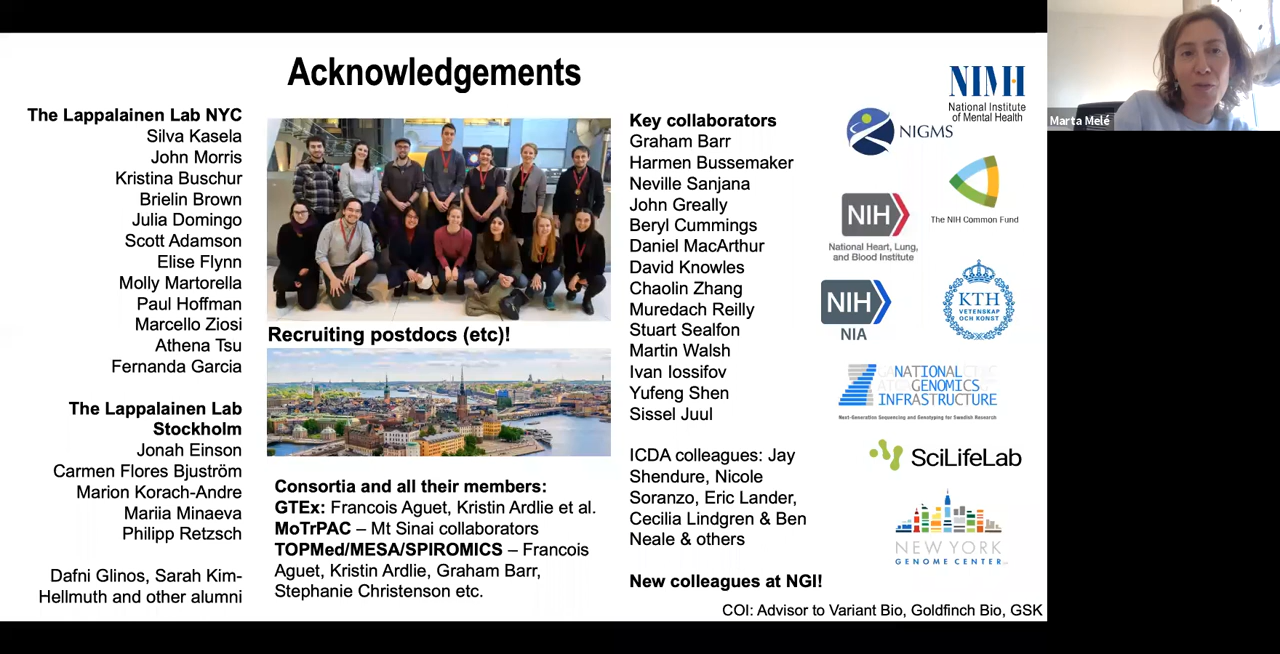 Acknowledgements
The Lappalainen Lab NYC
Silva Kasela
John Morris
Kristina Buschur
Brielin Brown
Julia Domingo
Scott Adamson
Elise Flynn
Molly Martorella
Paul Hoffman
Marcello Ziosi
Athena Tsu
Fernanda Garcia
The Lappalainen Lab
Stockholm
Jonah Einson
Carmen Flores Bjuström
Marion Korach-Andre
Mariia Minaeva
Philipp Retzsch
Dafni Glinos, Sarah Kim-
Hellmuth and other alumni
Recruiting postdocs (etc)!
Consortia and all their members:
GTEx: Francois Aguet, Kristin Ardlie et al.
MoTrPAC – Mt Sinai collaborators
TOPMed/MESA/SPIROMICS – Francois
Aguet, Kristin Ardlie, Graham Barr,
Stephanie Christenson etc.
Key collaborators
Graham Barr
Harmen Bussemaker
Neville Sanjana
John Greally
Beryl Cummings
Daniel MacArthur
David Knowles
Chaolin Zhang
Muredach Reilly
Stuart Sealfon
Martin Walsh
Ivan Iossifov
Yufeng Shen
Sissel Juul
ICDA colleagues: Jay
Shendure, Nicole
Soranzo, Eric Lander,
Cecilia Lindgren & Ben
Neale & others
New colleagues at NGI!
NIMH
National Institute
of Mental Health
NIGMS
The NIH Common Fund
NIH
National Heart, Lung,
and Blood Institute
NIH
NIA
KTH
VETENSKAP
OCH KONST
NATIONAL
GENOMICS
INFRASTRUCTURE
Next-Generation Sequencing and Genotyping for Swedish Research
SciLifeLab
NEW YORK
GENOME CENTER
COI: Advisor to Variant Bio, Goldfinch Bio, GSK
Marta Melé